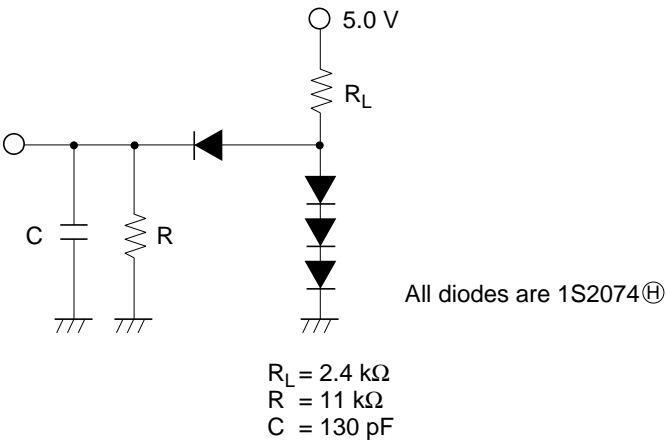 5.0 V
R_L
C
R
All diodes are 1S2074Ⓗ
R_L = 2.4 kΩ
R = 11 kΩ
C = 130 pF